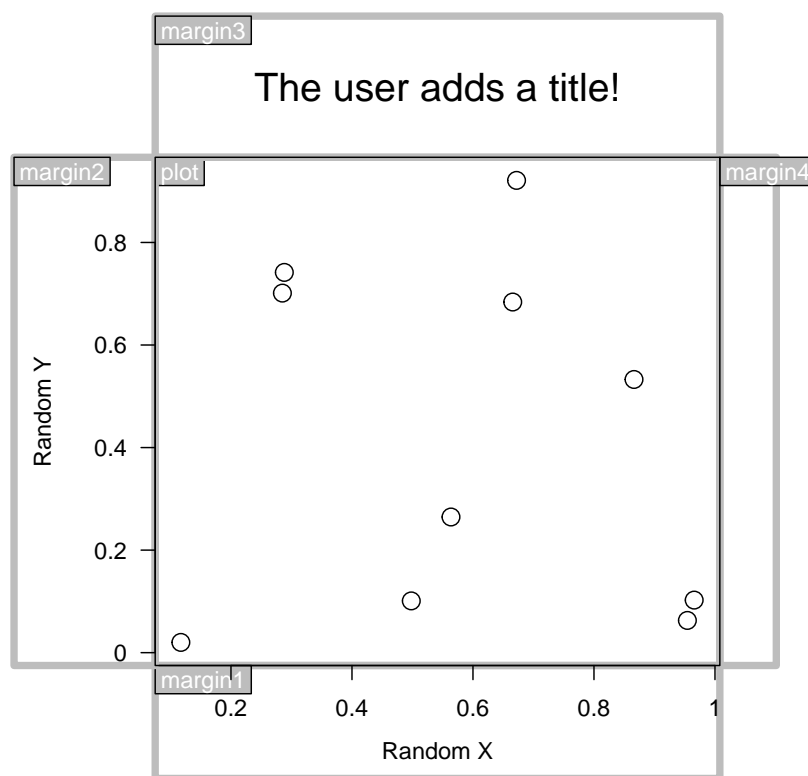 margin3
The user adds a title!
margin2
plot
margin4
0.8
0.6
0.4
0.2
0
Random Y
margin1
0.2 0.4 0.6 0.8 1
Random X